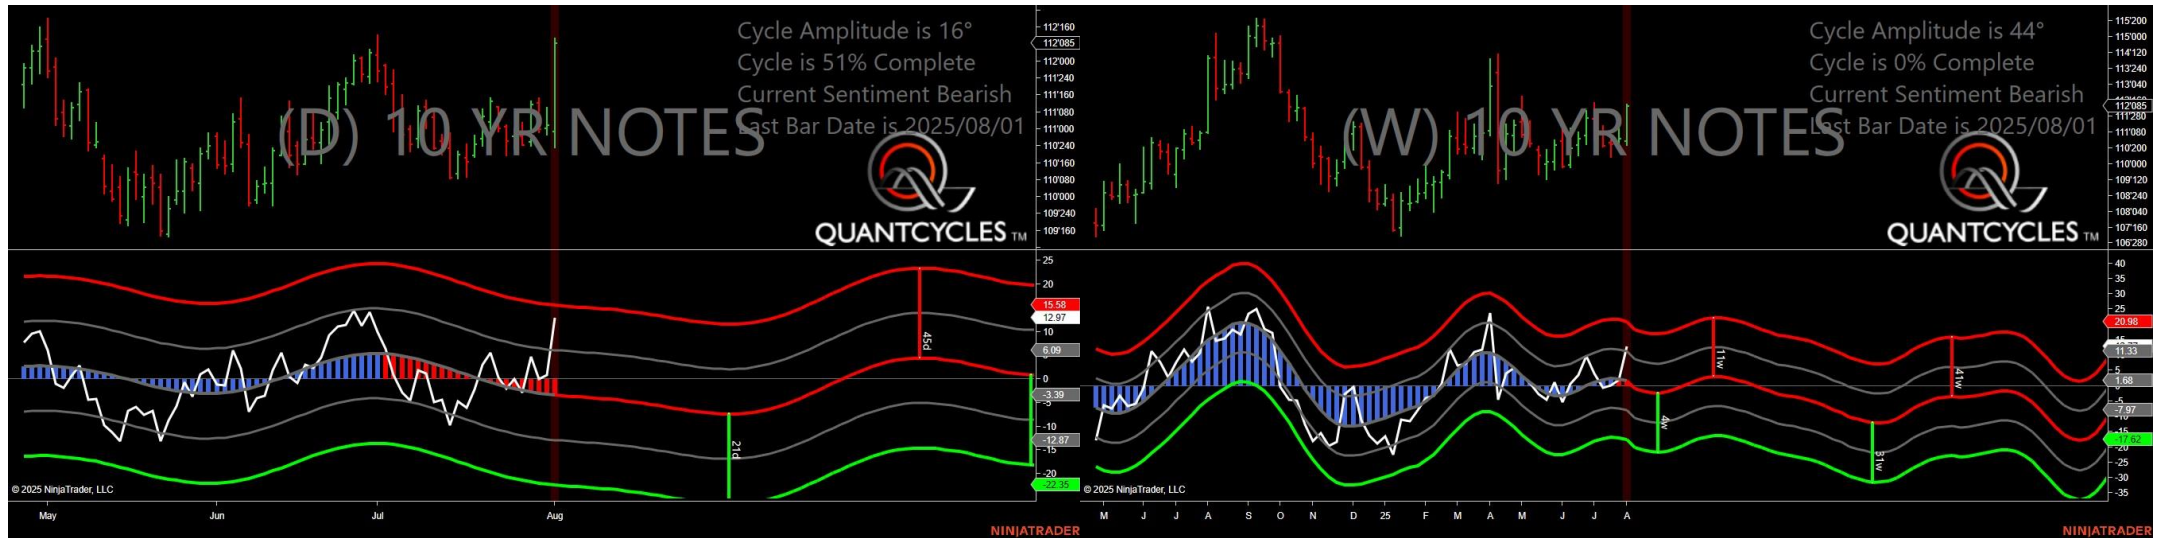 Cycle Amplitude is 16°
Cycle is 51% Complete
Current Sentiment Bearish
Last Bar Date is 2025/08/01
(D) 10 YR NOTES
QUANTCYCLES TM
112'160
112'085
112'000
111'240
111'160
111'080
111'000
110'240
110'160
110'080
110'000
109'240
109'160
25
20
15.58
12.97
10
6.09
0
-3.39
-5
-10
-12.87
-15
-20
-22.35
45d
21d
© 2025 NinjaTrader, LLC
May
Jun
Jul
Aug
NINJATRADER
Cycle Amplitude is 44°
Cycle is 0% Complete
Current Sentiment Bearish
Last Bar Date is 2025/08/01
(W) 10 YR NOTES
QUANTCYCLES TM
115'200
115'000
114'120
113'240
113'040
112'085
111'280
111'080
110'200
110'000
109'120
108'240
108'040
107'160
106'280
40
35
30
25
20.98
11.33
5
1.68
-5
-7.97
-15
-17.62
-20
-25
-30
-35
11w
4w
41w
31w
© 2025 NinjaTrader, LLC
M
J
J
A
S
O
N
D
25
F
M
A
M
J
J
A
NINJATRADER